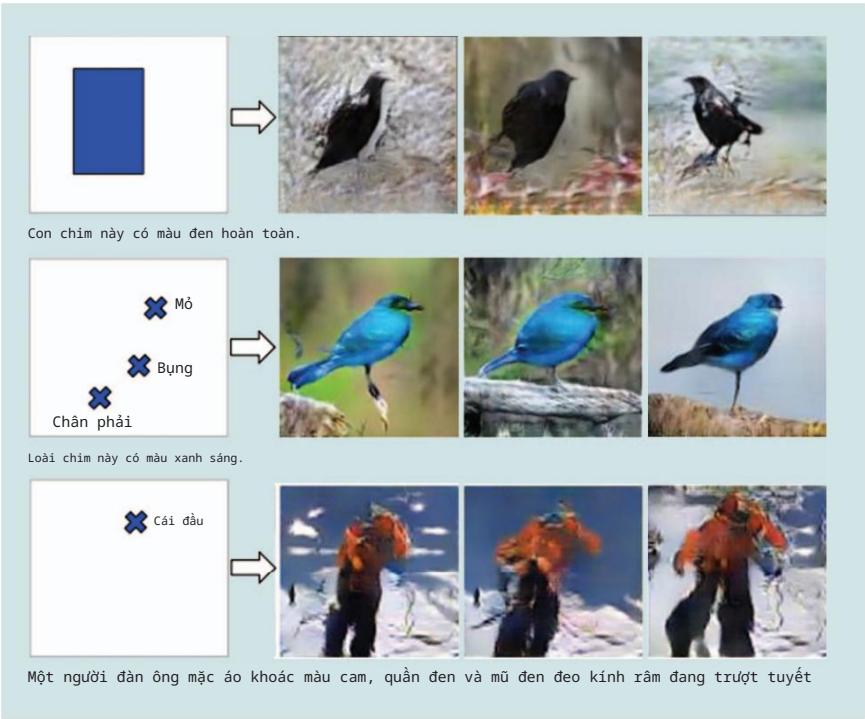 Con chim này có màu đen hoàn toàn.
Mỏ
Bụng
Chân phải
Loài chim này có màu xanh sáng.
Cái đầu
Một người đàn ông mặc áo khoác màu cam, quần đen và mũ đen đeo kính râm đang trượt tuyết